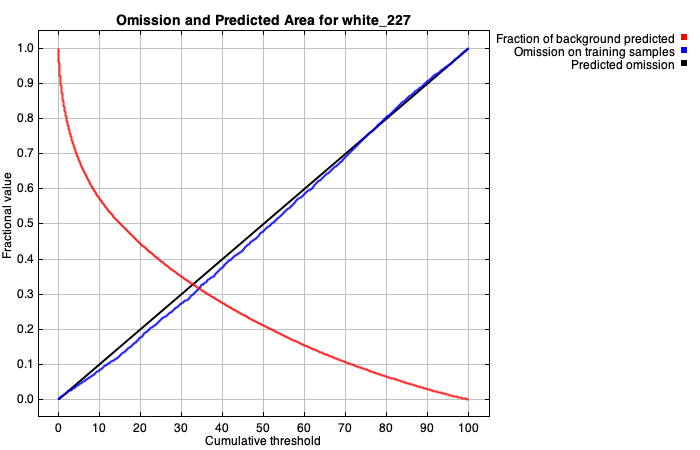 Omission and Predicted Area for white_227
Fraction of background predicted
Omission on training samples
Predicted omission
Fractional value
1.0
0.9
0.8
0.7
0.6
0.5
0.4
0.3
0.2
0.1
0.0
0 10 20 30 40 50 60 70 80 90 100
Cumulative threshold